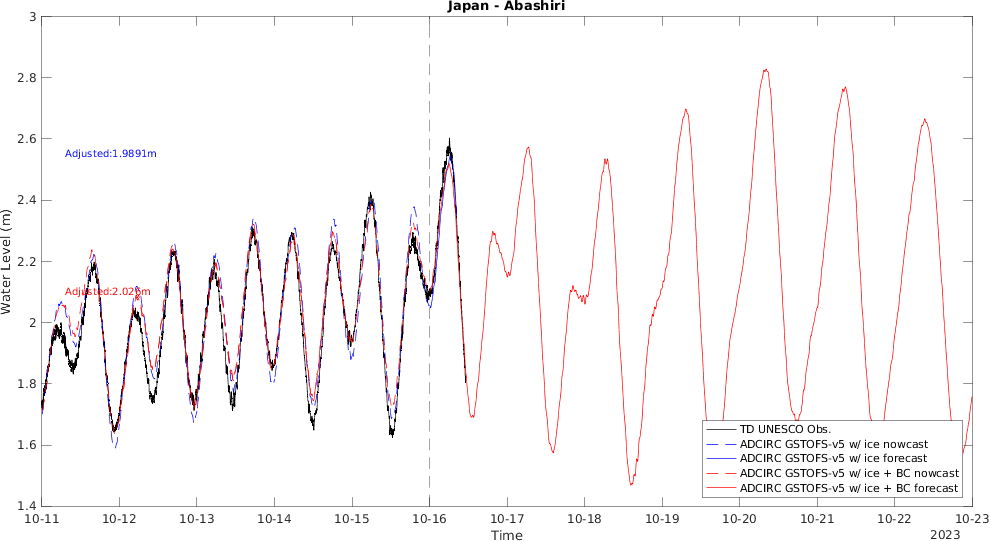 Japan - Abashiri
Water Level (m)
3
2.8
2.6
2.4
2.2
2
1.8
1.6
1.4
Adjusted:1.9891m
Adjusted:2.026m
TD UNESCO Obs.
ADCIRC GSTOFS-v5 w/ ice nowcast
ADCIRC GSTOFS-v5 w/ ice forecast
ADCIRC GSTOFS-v5 w/ ice + BC nowcast
ADCIRC GSTOFS-v5 w/ ice + BC forecast
10-11 10-12 10-13 10-14 10-15 10-16 10-17 10-18 10-19 10-20 10-21 10-22 10-23
Time
2023